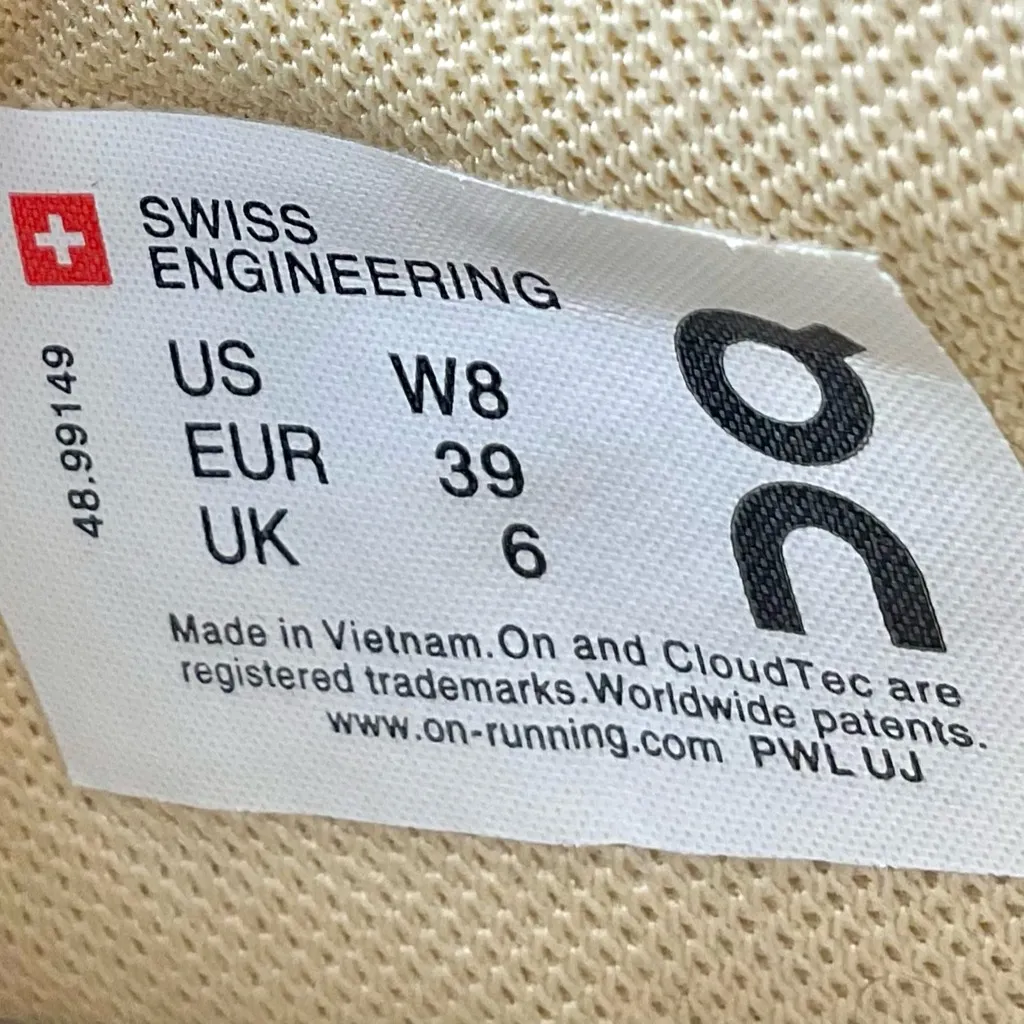 SWISS
ENGINEERING
48.99149
US W8
EUR 39
UK 6
On
Made in Vietnam.On and CloudTec are
registered trademarks.Worldwide patents.
www.on-running.com PWL UJ